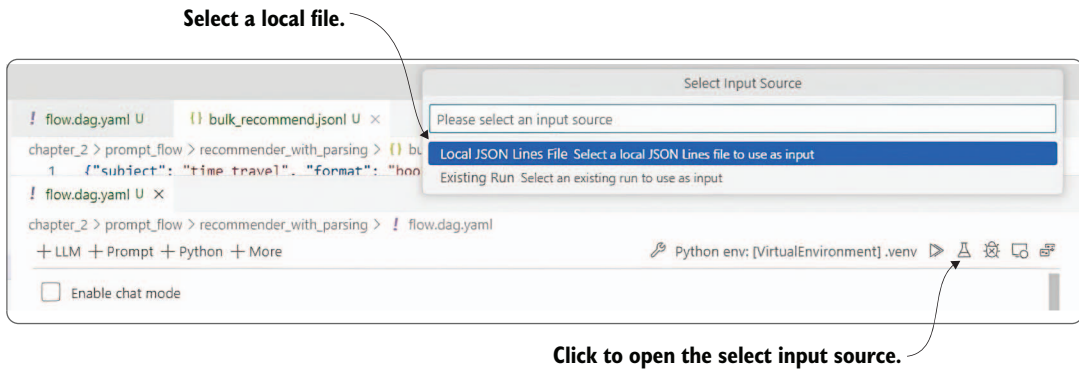 Select a local file.
Select Input Source
! flow.dag.yaml U {} bulk_recommend.jsonl U ×
Please select an input source
chapter_2 > prompt_flow > recommender_with_parsing > {} bu
Local JSON Lines File Select a local JSON Lines file to use as input
1 {"subject": "time travel", "format": "boo
Existing Run Select an existing run to use as input
! flow.dag.yaml U ×
chapter_2 > prompt_flow > recommender_with_parsing > ! flow.dag.yaml
+ LLM + Prompt + Python + More Python env: [VirtualEnvironment] .venv
Enable chat mode
Click to open the select input source.